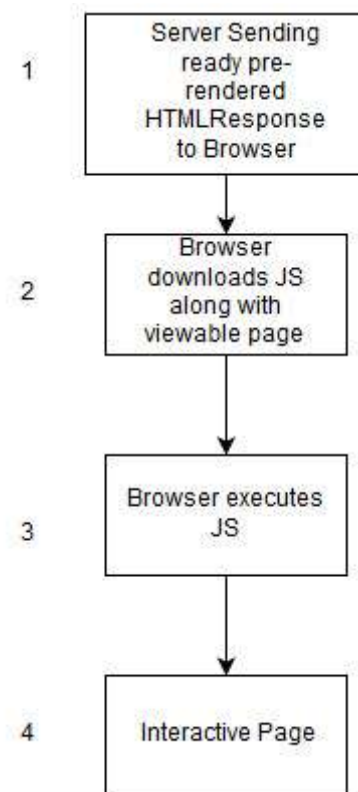 1
Server Sending
ready pre-
rendered
HTMLResponse
to Browser
2
Browser
downloads JS
along with
viewable page
3
Browser executes
JS
4
Interactive Page